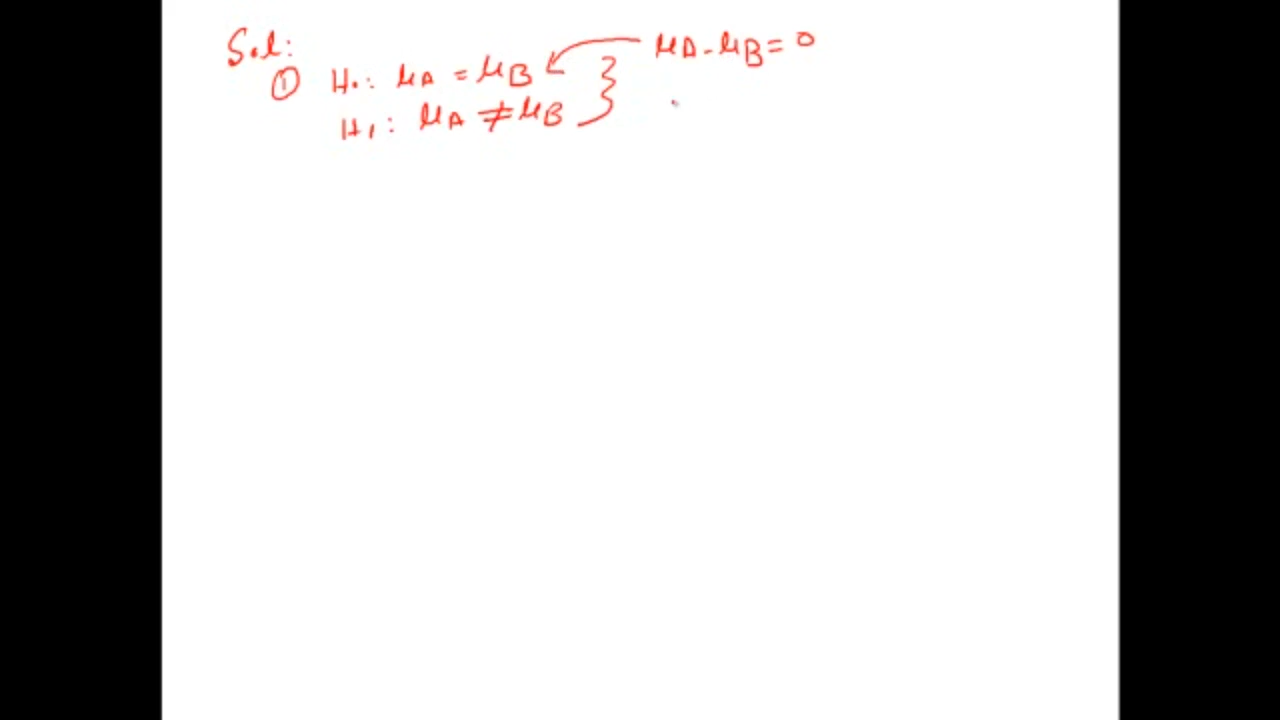 Sol:
① H₀: μA = μB } μA - μB = 0
H₁: μA ≠ μB